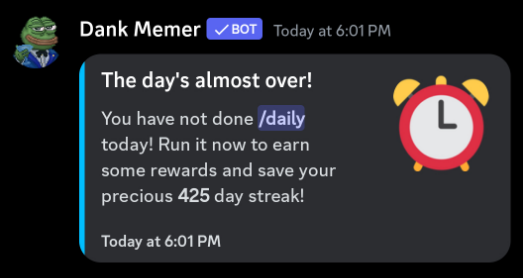 Dank Memer ✓ BOT Today at 6:01 PM
The day's almost over!
You have not done /daily
today! Run it now to earn
some rewards and save your
precious 425 day streak!
Today at 6:01 PM